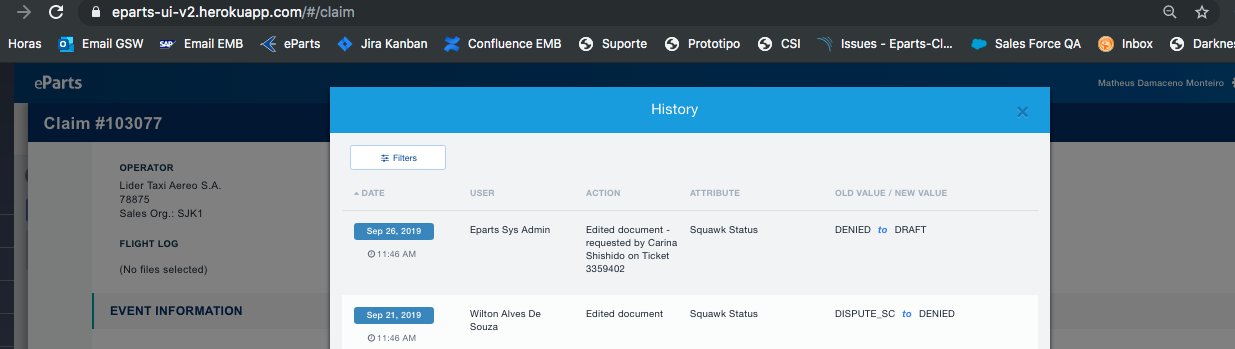 eparts-ui-v2.herokuapp.com/#/claim
Horas Email GSW SAP Email EMB eParts Jira Kanban Confluence EMB Suporte Prototipo CSI Issues - Eparts-Cl... Sales Force QA Inbox Darkne
eParts
Matheus Damaceno Monteiro
History
Claim #103077
Filters
OPERATOR
Lider Taxi Aereo S.A.
78875
Sales Org.: SJK1
FLIGHT LOG
(No files selected)
EVENT INFORMATION
DATE USER ACTION ATTRIBUTE OLD VALUE / NEW VALUE
Sep 26, 2019 Eparts Sys Admin Edited document - Squawk Status DENIED to DRAFT
requested by Carina
11:46 AM Shishido on Ticket
3359402
Sep 21, 2019 Wilton Alves De Edited document Squawk Status DISPUTE_SC to DENIED
Souza
11:46 AM